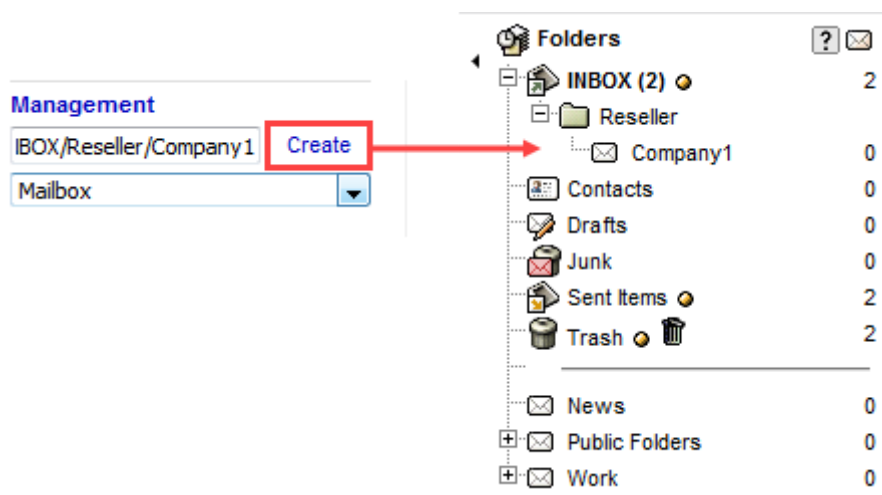 Management
IBOX/Reseller/Company1 Create
Mailbox
Folders ?
INBOX (2) 2
Reseller
Company1 0
Contacts 0
Drafts 0
Junk 0
Sent Items 2
Trash 2
News 0
Public Folders 0
Work 0